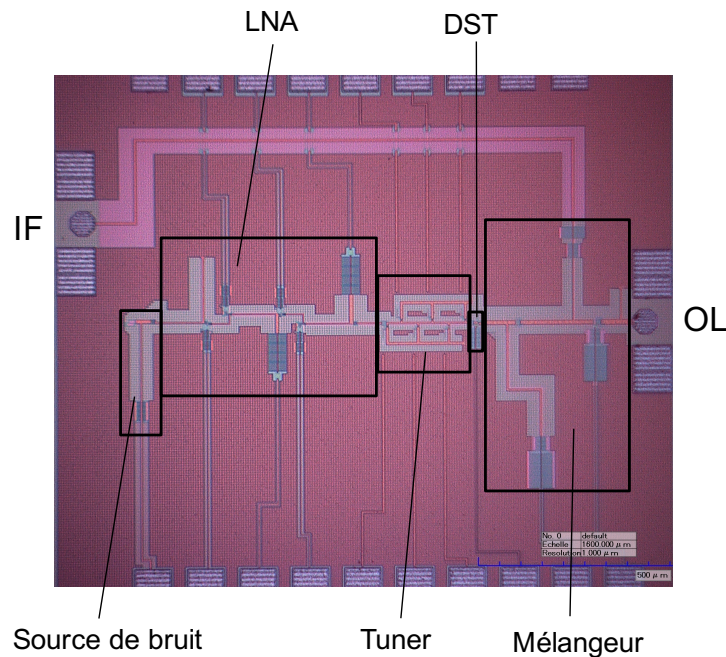 LNA
DST
IF
OL
No. 0 default
Echelle 1600.000 µm
Resolution 1.000 µm
500 µm
Source de bruit
Tuner
Mélangeur